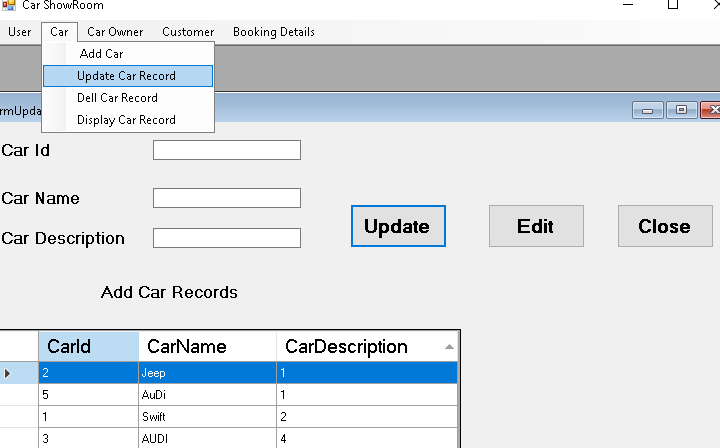 Car ShowRoom
User Car Car Owner Customer Booking Details
Add Car
Update Car Record
Dell Car Record
Display Car Record
rmUpda
Car Id
Car Name
Car Description
Update Edit Close
Add Car Records
CarId CarName CarDescription
2 Jeep 1
5 AuDi 1
1 Swift 2
3 AUDI 4